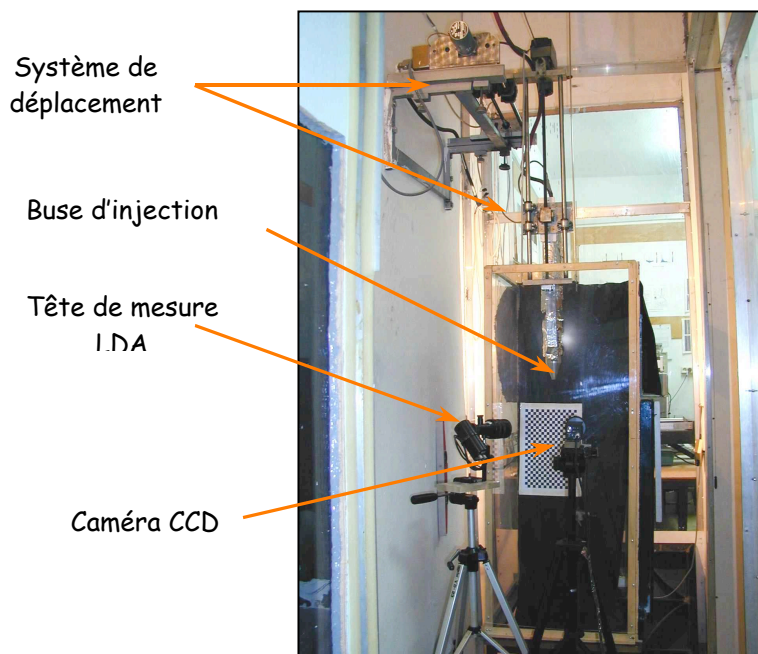 Système de
déplacement
Buse d'injection
Tête de mesure
LDA
Caméra CCD